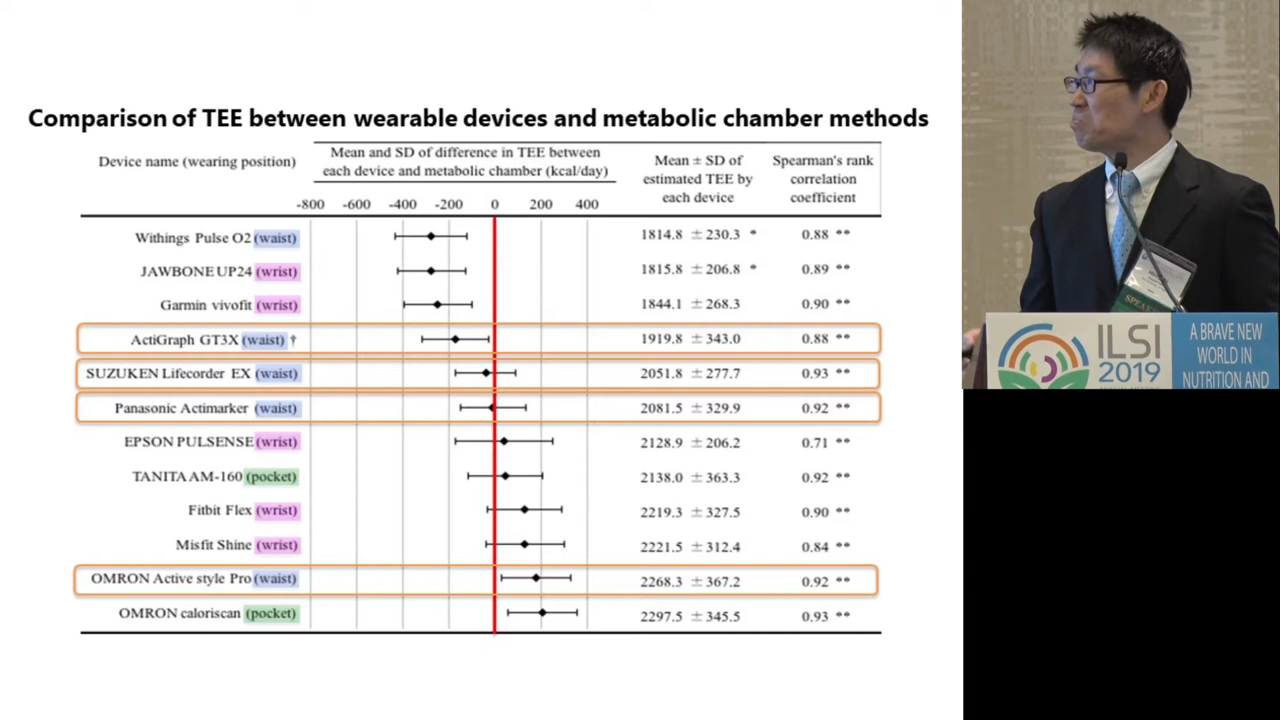 Comparison of TEE between wearable devices and metabolic chamber methods
Device name (wearing position)
Mean and SD of difference in TEE between
each device and metabolic chamber (kcal/day)
Mean ± SD of
estimated TEE by
each device
Spearman's rank
correlation
coefficient
-800 -600 -400 -200 0 200 400
Withings Pulse O2 (waist) 1814.8 ±230.3 * 0.88 **
JAWBONE UP24 (wrist) 1815.8 ±206.8 * 0.89 **
Garmin vivofit (wrist) 1844.1 ±268.3 0.90 **
ActiGraph GT3X (waist) † 1919.8 ±343.0 0.88 **
SUZUKEN Lifecorder EX (waist) 2051.8 ±277.7 0.93 **
Panasonic Actimarker (waist) 2081.5 ±329.9 0.92 **
EPSON PULSENSE (wrist) 2128.9 ±206.2 0.71 **
TANITA AM-160 (pocket) 2138.0 ±363.3 0.92 **
Fitbit Flex (wrist) 2219.3 ±327.5 0.90 **
Misfit Shine (wrist) 2221.5 ±312.4 0.84 **
OMRON Active style Pro (waist) 2268.3 ±367.2 0.92 **
OMRON caloriscan (pocket) 2297.5 ±345.5 0.93 **
ILSI
2019
A BRAVE NEW
WORLD IN
NUTRITION AND